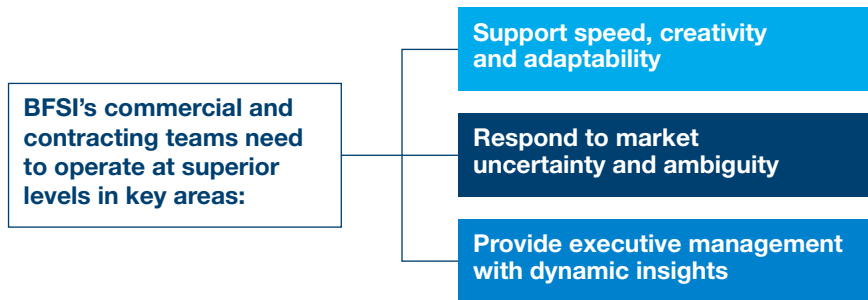 BFSI's commercial and
contracting teams need
to operate at superior
levels in key areas:
Support speed, creativity
and adaptability
Respond to market
uncertainty and ambiguity
Provide executive management
with dynamic insights